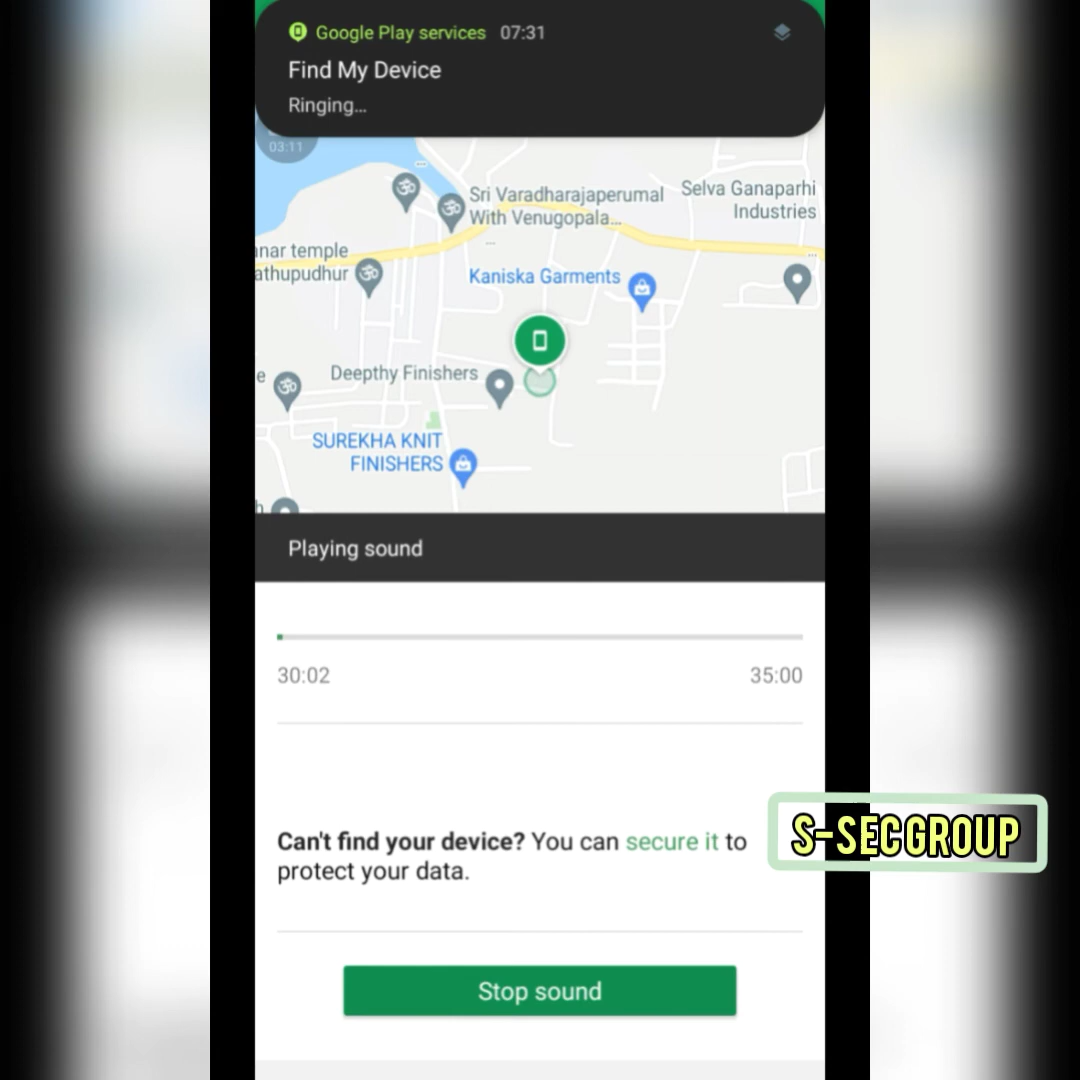 Google Play services 07:31
Find My Device
Ringing...
03:11
Sri Varadharajaperumal
With Venugopala...
Selva Ganaparhi
Industries
nar temple
athupudhur
Kaniska Garments
Deepthy Finishers
e
SUREKHA KNIT
FINISHERS
h
Playing sound
30:02 35:00
Can't find your device? You can secure it to
protect your data.
S-SECGROUP
Stop sound